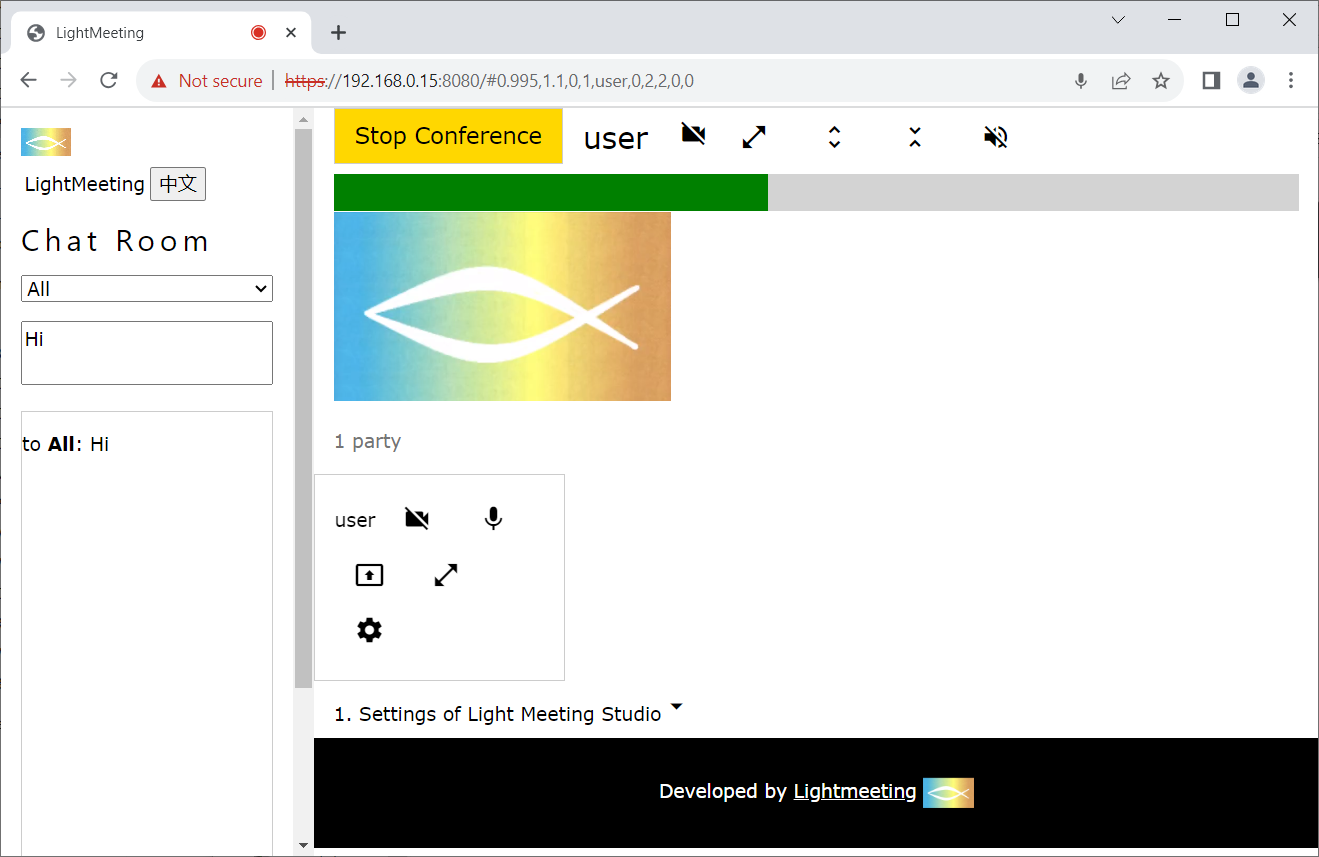 LightMeeting
Not secure | https://192.168.0.15:8080/#0.995,1.1,0,1,user,0,2,2,0,0
LightMeeting 中文
Chat Room
All
Hi
to All: Hi
Stop Conference user
1 party
user
1. Settings of Light Meeting Studio
Developed by Lightmeeting